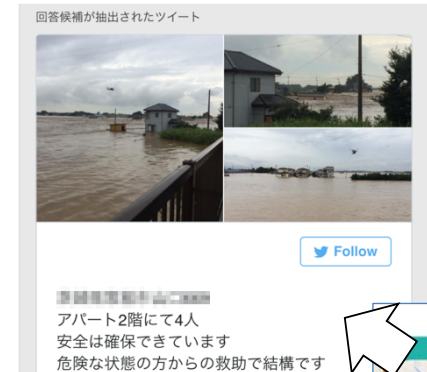 回答候補が抽出されたツイート
Follow
アパート2階にて4人
安全は確保できています
危険な状態の方からの救助で結構です